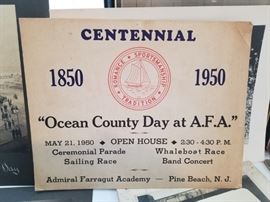 CENTENNIAL
1850 1950
ROMANCE SPORTSMANSHIP TRADITION
"Ocean County Day at A.F.A."
MAY 21, 1950 ◆ OPEN HOUSE ◆ 2:30 - 4:30 P. M.
Ceremonial Parade Whaleboat Race
Sailing Race Band Concert
Admiral Farragut Academy — Pine Beach, N. J.
Day